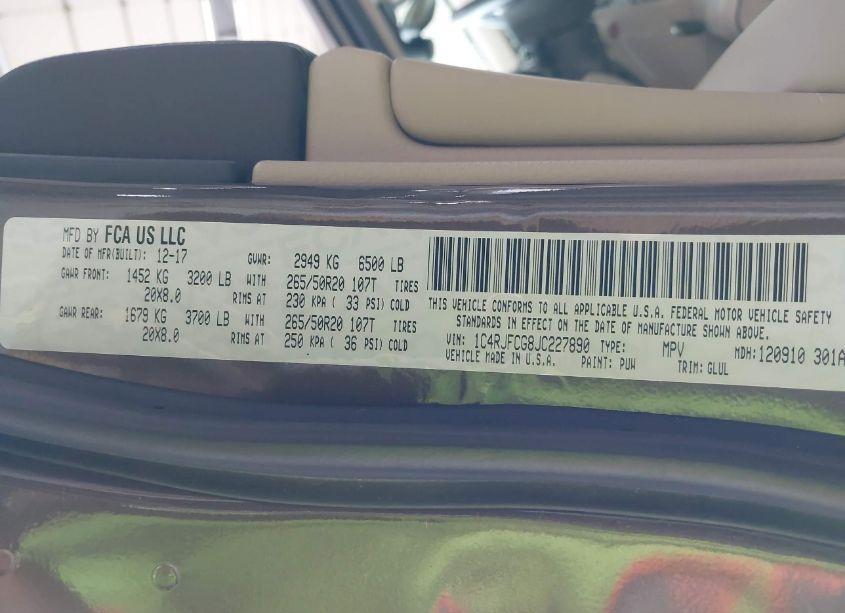 MFD BY FCA US LLC
DATE OF MFR(BUILT): 12-17 GVWR: 2949 KG 6500 LB
GAWR FRONT: 1452 KG 3200 LB WITH 265/50R20 107T TIRES
20X8.0 RIMS AT 230 KPA ( 33 PSI) COLD
GAWR REAR: 1679 KG 3700 LB WITH 265/50R20 107T TIRES
20X8.0 RIMS AT 250 KPA ( 36 PSI) COLD
THIS VEHICLE CONFORMS TO ALL APPLICABLE U.S.A. FEDERAL MOTOR VEHICLE SAFETY
STANDARDS IN EFFECT ON THE DATE OF MANUFACTURE SHOWN ABOVE.
VIN: 1C4RJFCG8JC227890 TYPE: MPV MDH:120910 301A
VEHICLE MADE IN U.S.A. PAINT: PUW TRIM: GLUL